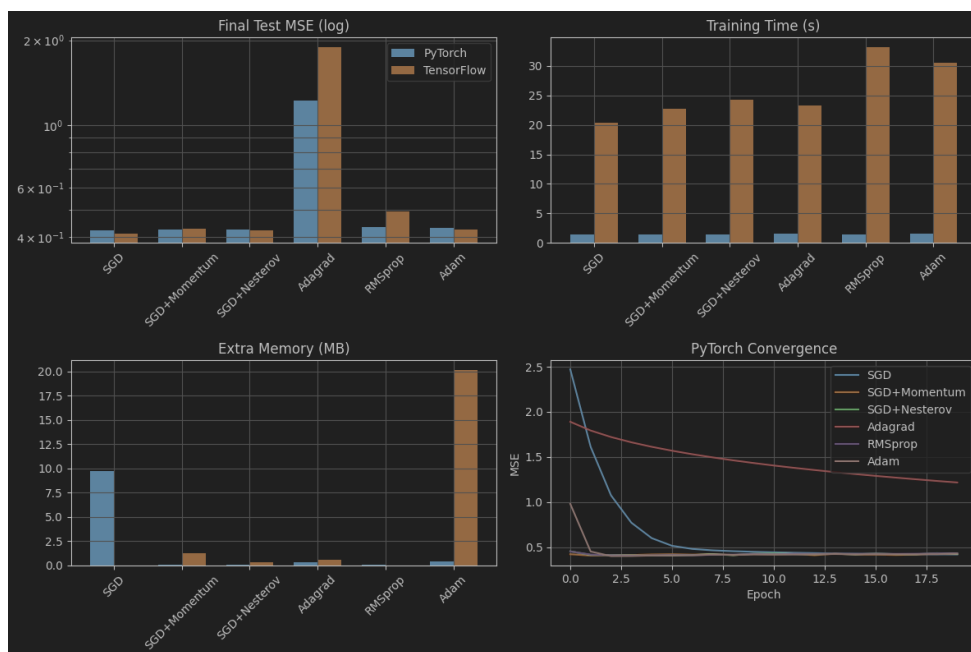 Final Test MSE (log)
2 × 10⁰
10⁰
6 × 10⁻¹
4 × 10⁻¹
PyTorch
TensorFlow
SGD
SGD+Momentum
SGD+Nesterov
Adagrad
RMSprop
Adam
Training Time (s)
30
25
20
15
10
5
0
SGD
SGD+Momentum
SGD+Nesterov
Adagrad
RMSprop
Adam
Extra Memory (MB)
20.0
17.5
15.0
12.5
10.0
7.5
5.0
2.5
0.0
SGD
SGD+Momentum
SGD+Nesterov
Adagrad
RMSprop
Adam
PyTorch Convergence
MSE
2.5
2.0
1.5
1.0
0.5
SGD
SGD+Momentum
SGD+Nesterov
Adagrad
RMSprop
Adam
0.0 2.5 5.0 7.5 10.0 12.5 15.0 17.5
Epoch